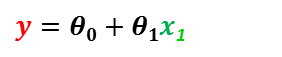 y = θ₀ + θ₁x₁